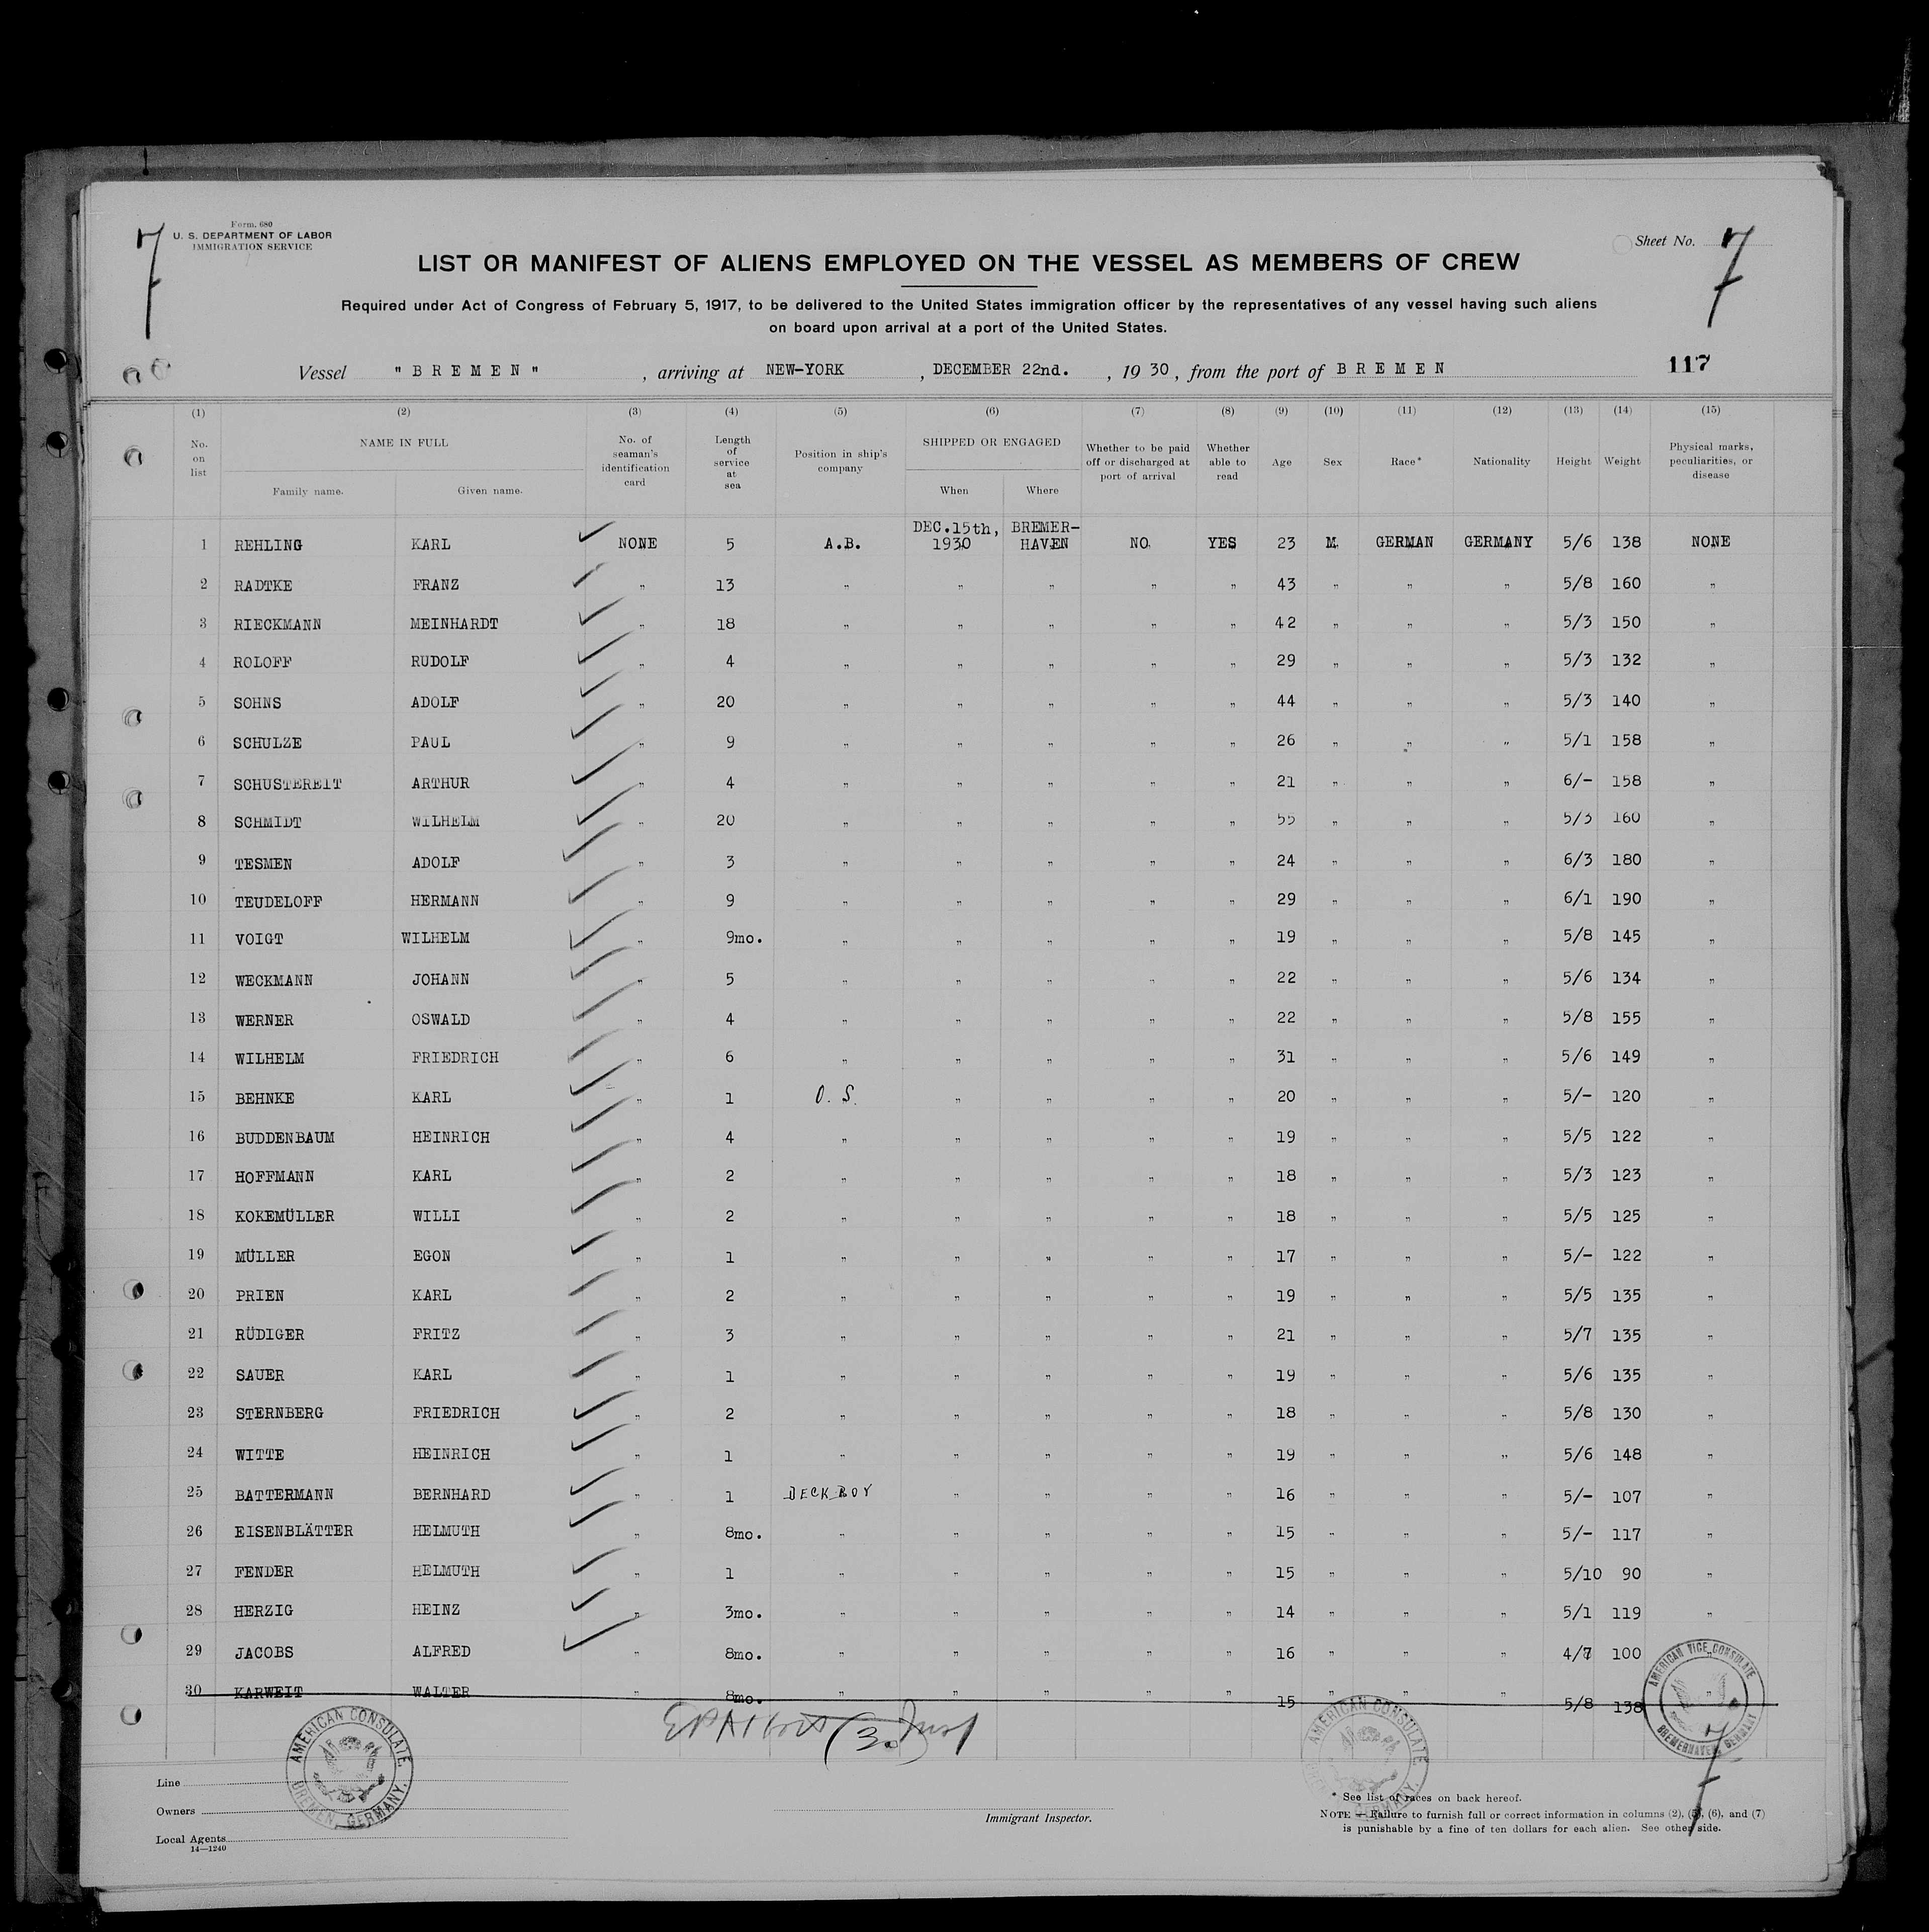 Form. 680
U. S. DEPARTMENT OF LABOR
IMMIGRATION SERVICE
7
Sheet No. 7
LIST OR MANIFEST OF ALIENS EMPLOYED ON THE VESSEL AS MEMBERS OF CREW
Required under Act of Congress of February 5, 1917, to be delivered to the United States immigration officer by the representatives of any vessel having such aliens
on board upon arrival at a port of the United States.
Vessel " B R E M E N " , arriving at NEW-YORK , DECEMBER 22nd. , 19 30 , from the port of B R E M E N 117
(1) (2) (3) (4) (5) (6) (7) (8) (9) (10) (11) (12) (13) (14) (15)
No. on list NAME IN FULL Family name. Given name. No. of seaman's identification card Length of service at sea Position in ship's company SHIPPED OR ENGAGED When Where Whether to be paid off or discharged at port of arrival Whether able to read Age Sex Race* Nationality Height Weight Physical marks, peculiarities, or disease
1 REHLING KARL NONE 5 A.B. DEC.15th, 1930 BREMER-HAVEN NO. YES 23 M. GERMAN GERMANY 5/6 138 NONE
2 RADTKE FRANZ " 13 " " " " " 43 " " " 5/8 160 "
3 RIECKMANN MEINHARDT " 18 " " " " " 42 " " " 5/3 150 "
4 ROLOFF RUDOLF " 4 " " " " " 29 " " " 5/3 132 "
5 SOHNS ADOLF " 20 " " " " " 44 " " " 5/3 140 "
6 SCHULZE PAUL " 9 " " " " " 26 " " " 5/1 158 "
7 SCHUSTEREIT ARTHUR " 4 " " " " " 21 " " " 6/- 158 "
8 SCHMIDT WILHELM " 20 " " " " " 55 " " " 5/3 160 "
9 TESMEN ADOLF " 3 " " " " " 24 " " " 6/3 180 "
10 TEUDELOFF HERMANN " 9 " " " " " 29 " " " 6/1 190 "
11 VOIGT WILHELM " 9mo. " " " " " 19 " " " 5/8 145 "
12 WECKMANN JOHANN " 5 " " " " " 22 " " " 5/6 134 "
13 WERNER OSWALD " 4 " " " " " 22 " " " 5/8 155 "
14 WILHELM FRIEDRICH " 6 " " " " " 31 " " " 5/6 149 "
15 BEHNKE KARL " 1 O. S. " " " " 20 " " " 5/- 120 "
16 BUDDENBAUM HEINRICH " 4 " " " " " 19 " " " 5/5 122 "
17 HOFFMANN KARL " 2 " " " " " 18 " " " 5/3 123 "
18 KOKEMÜLLER WILLI " 2 " " " " " 18 " " " 5/5 125 "
19 MÜLLER EGON " 1 " " " " " 17 " " " 5/- 122 "
20 PRIEN KARL " 2 " " " " " 19 " " " 5/5 135 "
21 RÜDIGER FRITZ " 3 " " " " " 21 " " " 5/7 135 "
22 SAUER KARL " 1 " " " " " 19 " " " 5/6 135 "
23 STERNBERG FRIEDRICH " 2 " " " " " 18 " " " 5/8 130 "
24 WITTE HEINRICH " 1 " " " " " 19 " " " 5/6 148 "
25 BATTERMANN BERNHARD " 1 DECK BOY " " " " 16 " " " 5/- 107 "
26 EISENBLÄTTER HELMUTH " 8mo. " " " " " 15 " " " 5/- 117 "
27 FENDER HELMUTH " 1 " " " " " 15 " " " 5/10 90 "
28 HERZIG HEINZ " 3mo. " " " " " 14 " " " 5/1 119 "
29 JACOBS ALFRED " 8mo. " " " " " 16 " " " 4/7 100 "
30 KARWEIT WALTER " 8mo. " " " " " 15 " " " 5/8 138 "
AMERICAN CONSULATE. BREMEN, GERMANY.
AMERICAN CONSULATE
AMERICAN VICE CONSULATE BREMERHAVEN, GERMANY
7
Line
Owners
Local Agents
14—1240
Immigrant Inspector.
* See list of races on back hereof.
NOTE — Failure to furnish full or correct information in columns (2), (5), (6), and (7)
is punishable by a fine of ten dollars for each alien. See other side.